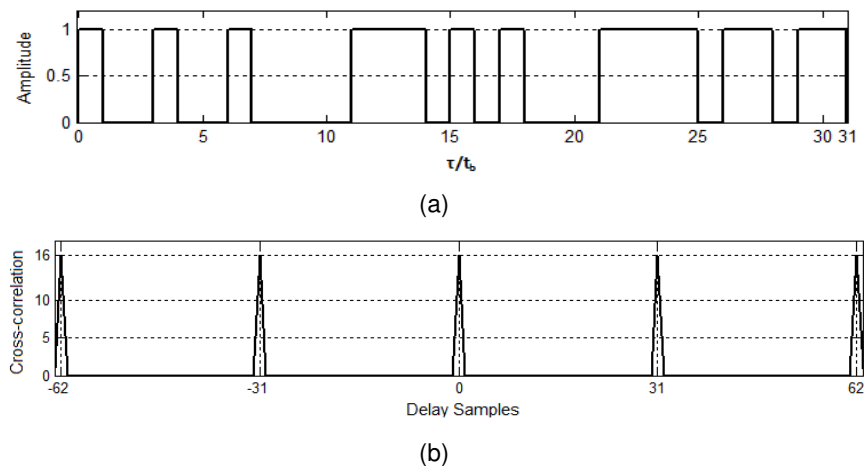 Amplitude
1
0.5
0
0 5 10 15 20 25 30 31
τ/t_b
(a)
Cross-correlation
16
10
5
0
-62 -31 0 31 62
Delay Samples
(b)